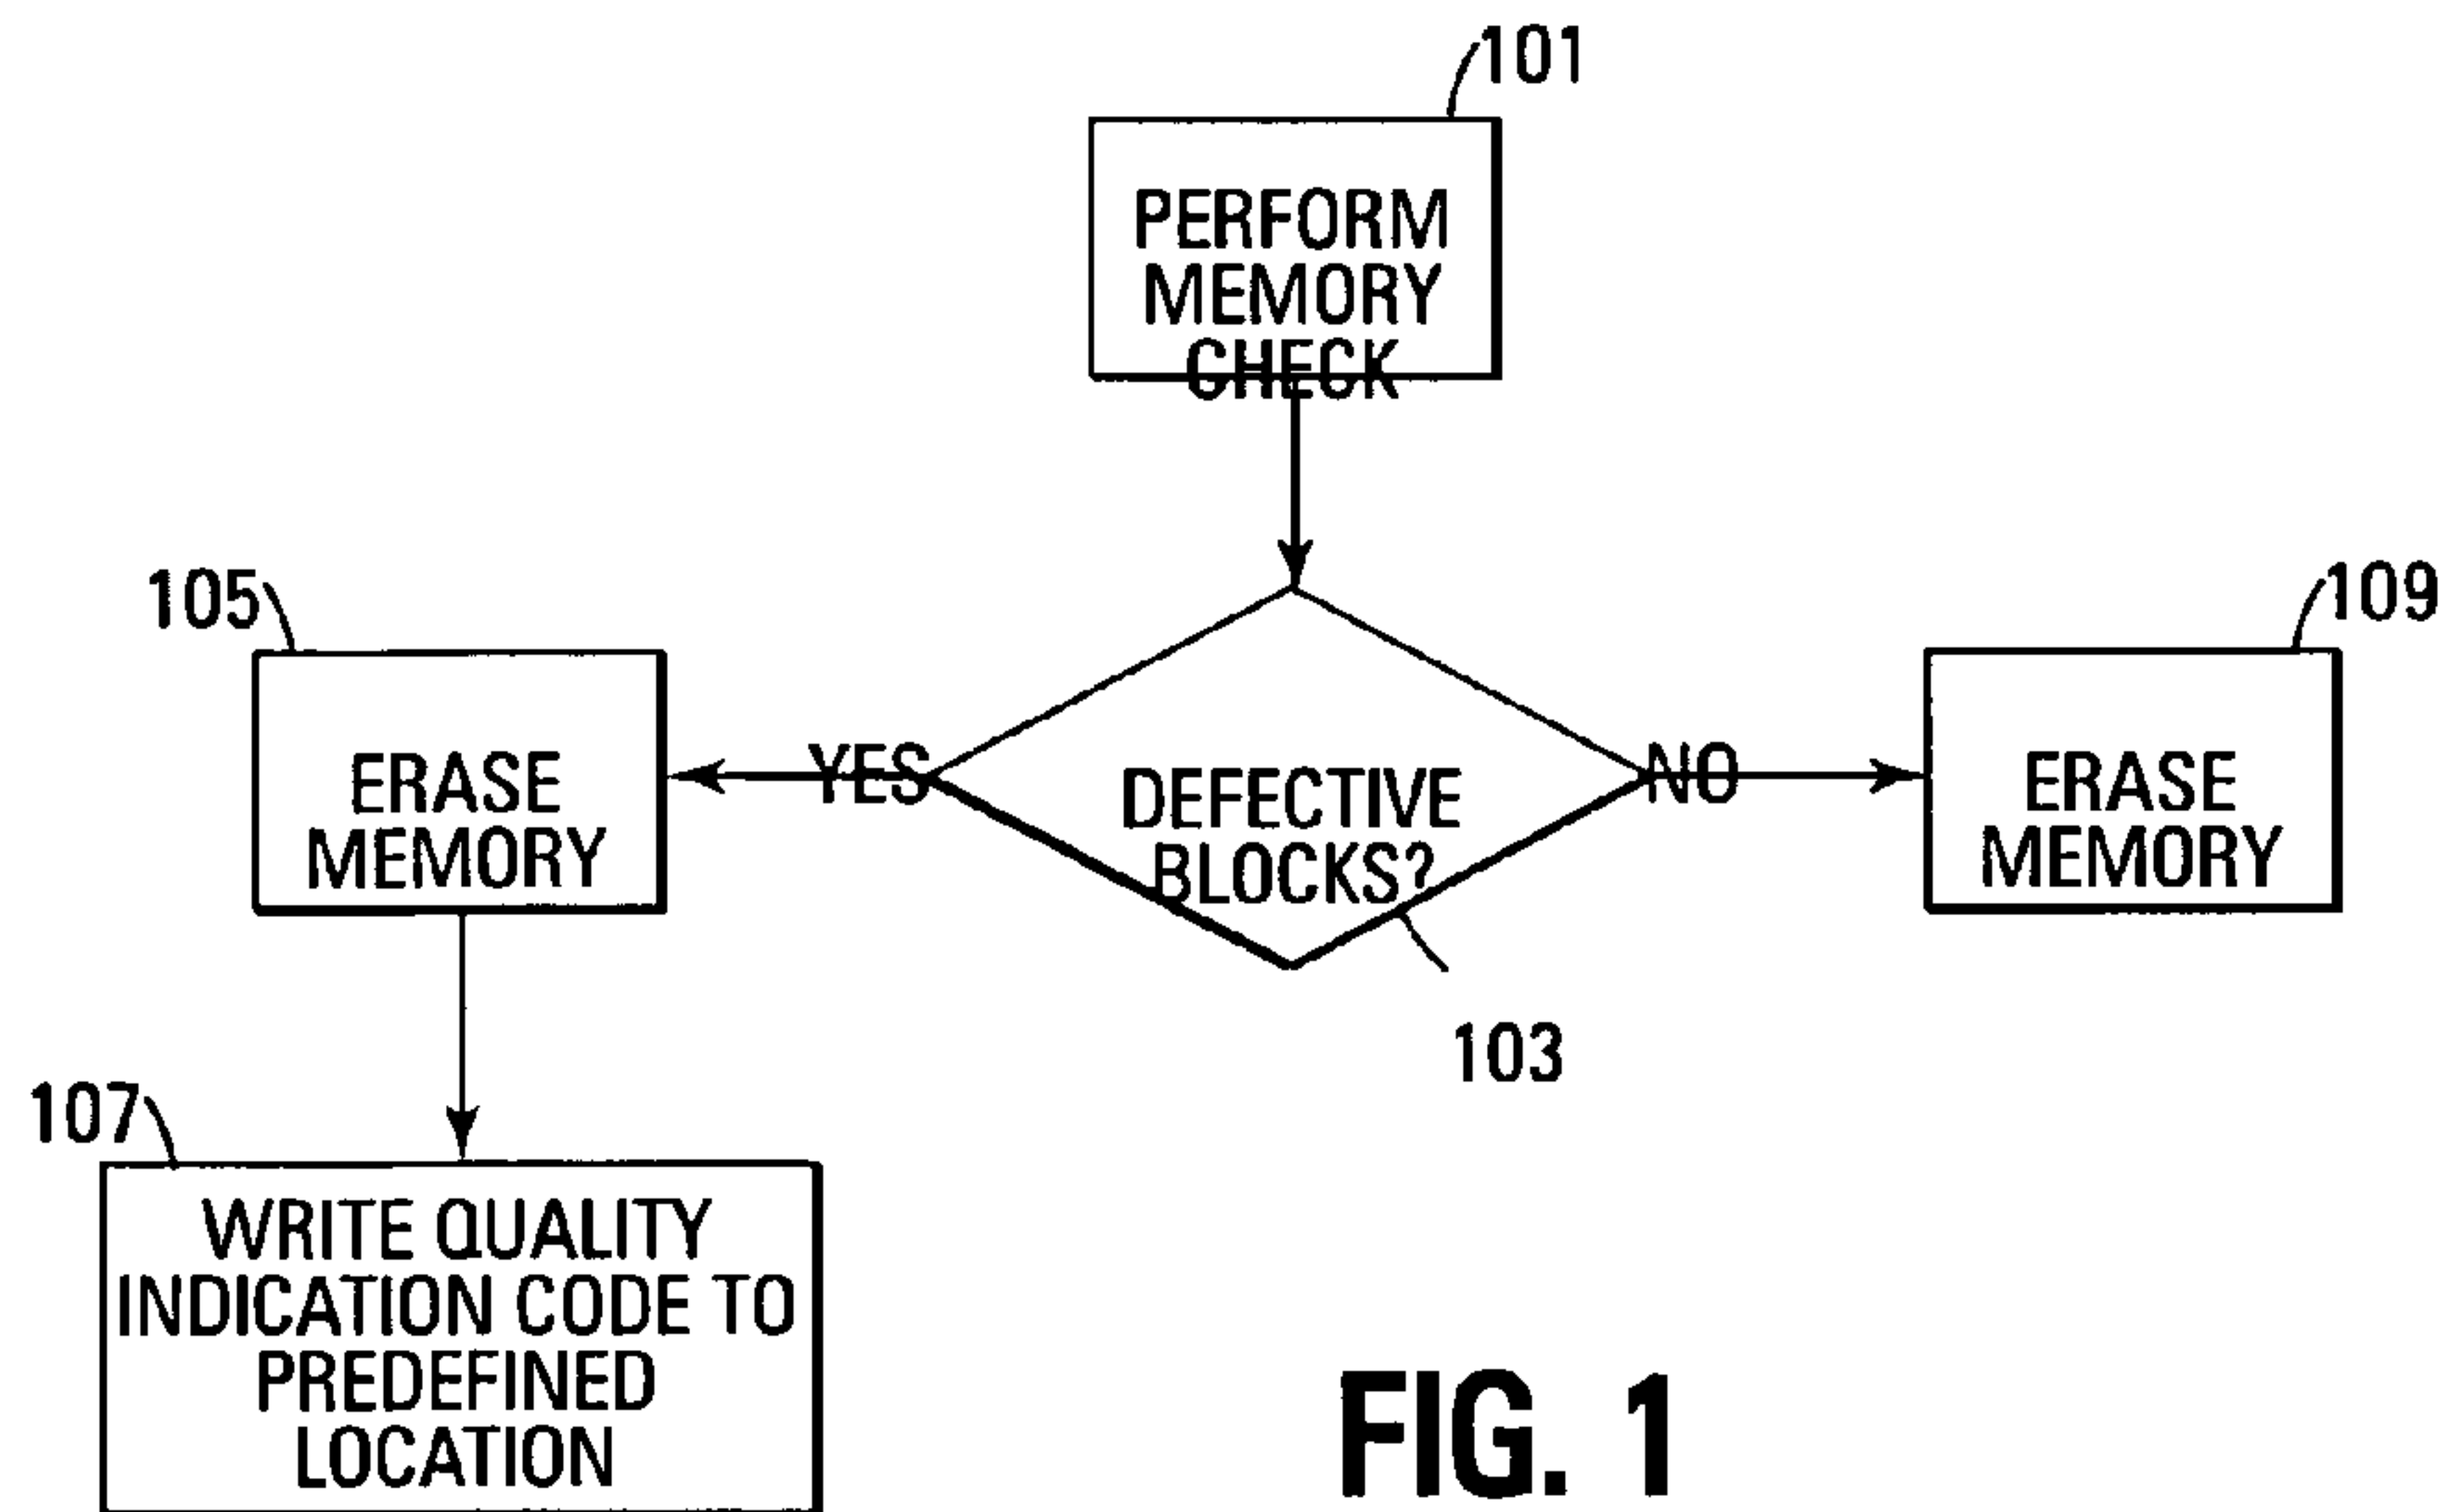 101
PERFORM
MEMORY
CHECK
105
109
ERASE
MEMORY
YES
DEFECTIVE
BLOCKS?
NO
ERASE
MEMORY
103
107
WRITE QUALITY
INDICATION CODE TO
PREDEFINED
LOCATION
FIG. 1